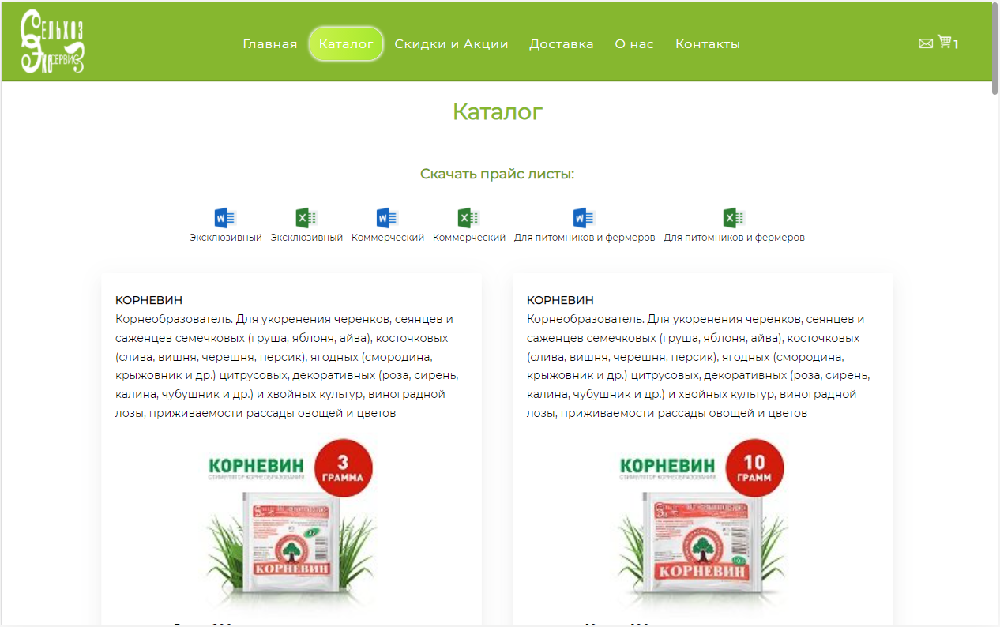 Сельхоз
Эко сервис
Главная Каталог Скидки и Акции Доставка О нас Контакты
1
Каталог
Скачать прайс листы:
Эксклюзивный Эксклюзивный Коммерческий Коммерческий Для питомников и фермеров Для питомников и фермеров
КОРНЕВИН
Корнеобразователь. Для укоренения черенков, сеянцев и
саженцев семечковых (груша, яблоня, айва), косточковых
(слива, вишня, черешня, персик), ягодных (смородина,
крыжовник и др.) цитрусовых, декоративных (роза, сирень,
калина, чубушник и др.) и хвойных культур, виноградной
лозы, приживаемости рассады овощей и цветов
КОРНЕВИН
СТИМУЛЯТОР КОРНЕОБРАЗОВАНИЯ
3
ГРАММА
КОРНЕВИН
КОРНЕВИН
Корнеобразователь. Для укоренения черенков, сеянцев и
саженцев семечковых (груша, яблоня, айва), косточковых
(слива, вишня, черешня, персик), ягодных (смородина,
крыжовник и др.) цитрусовых, декоративных (роза, сирень,
калина, чубушник и др.) и хвойных культур, виноградной
лозы, приживаемости рассады овощей и цветов
КОРНЕВИН
СТИМУЛЯТОР КОРНЕОБРАЗОВАНИЯ
10
ГРАММ
КОРНЕВИН